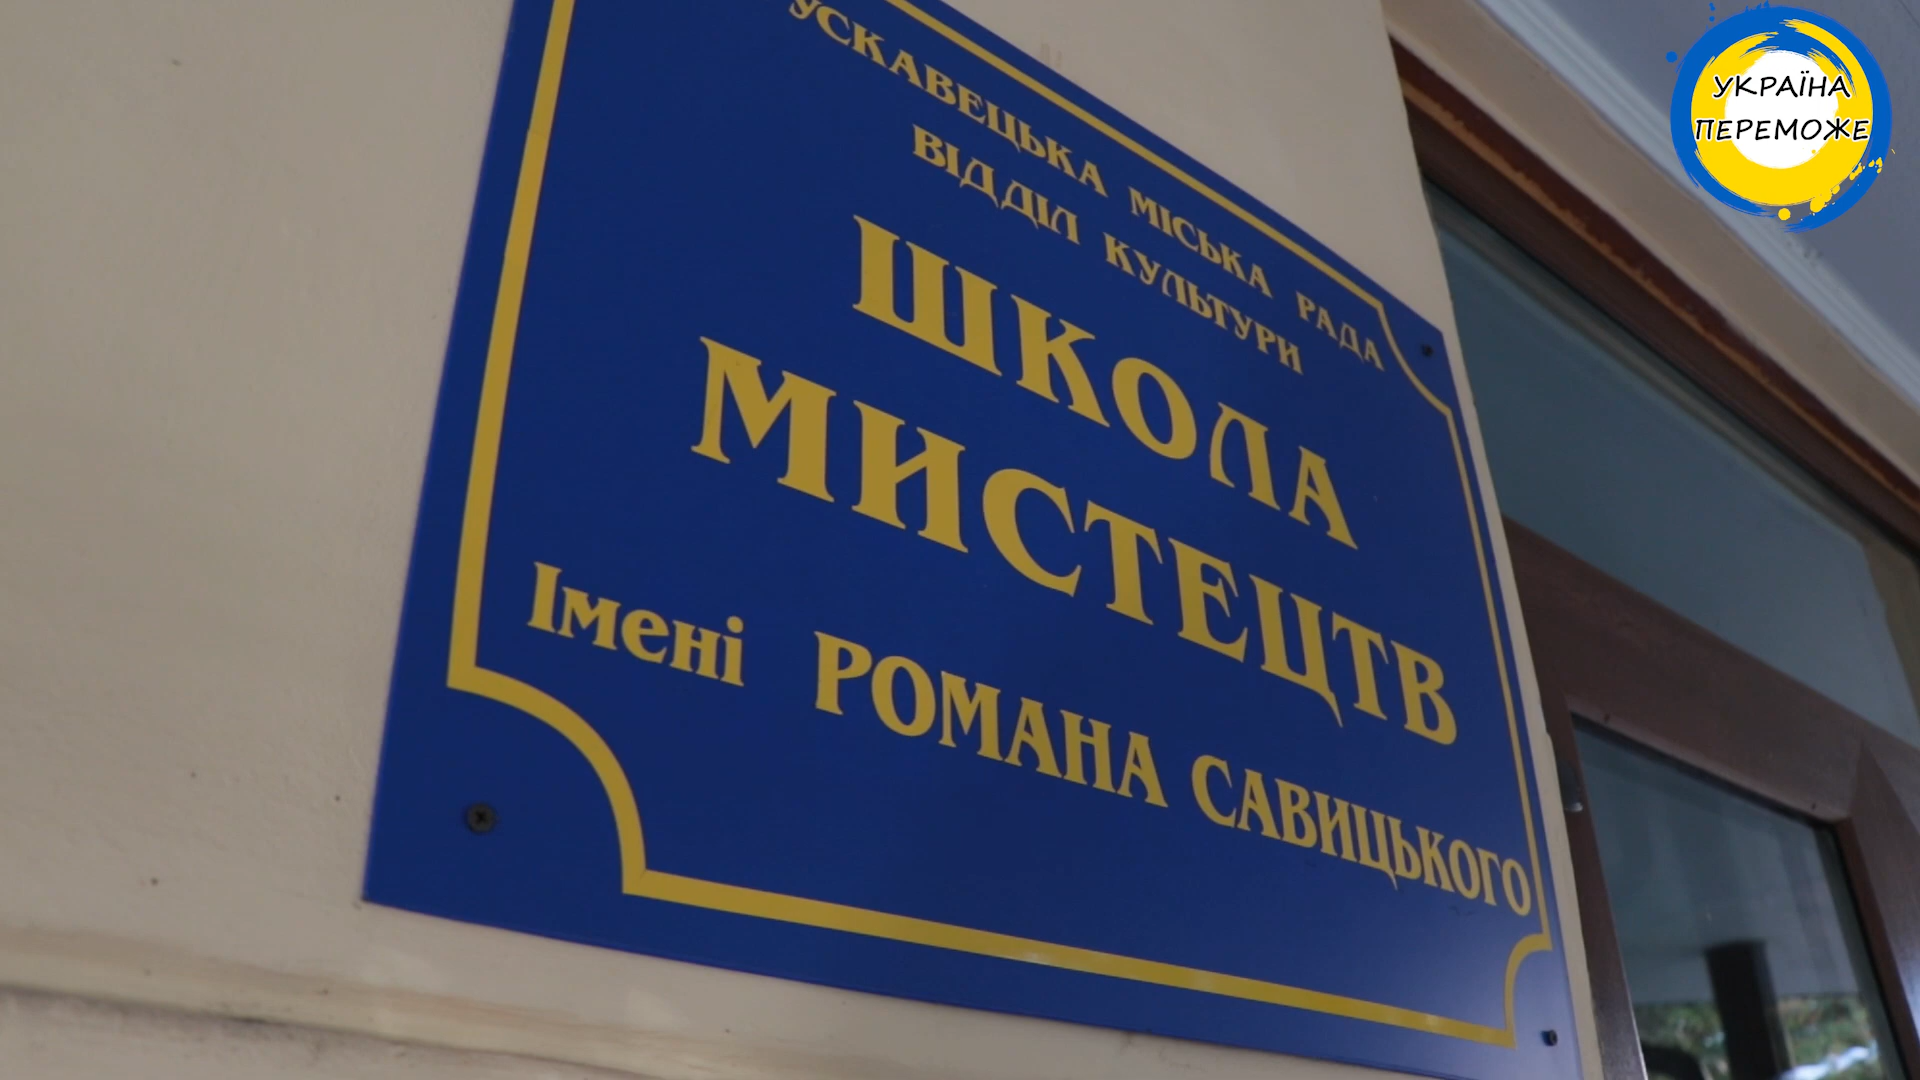 УСКАВЕЦЬКА МІСЬКА РАДА
ВІДДІЛ КУЛЬТУРИ
ШКОЛА
МИСТЕЦТВ
Імені РОМАНА САВИЦЬКОГО
УКРАЇНА
ПЕРЕМОЖЕ